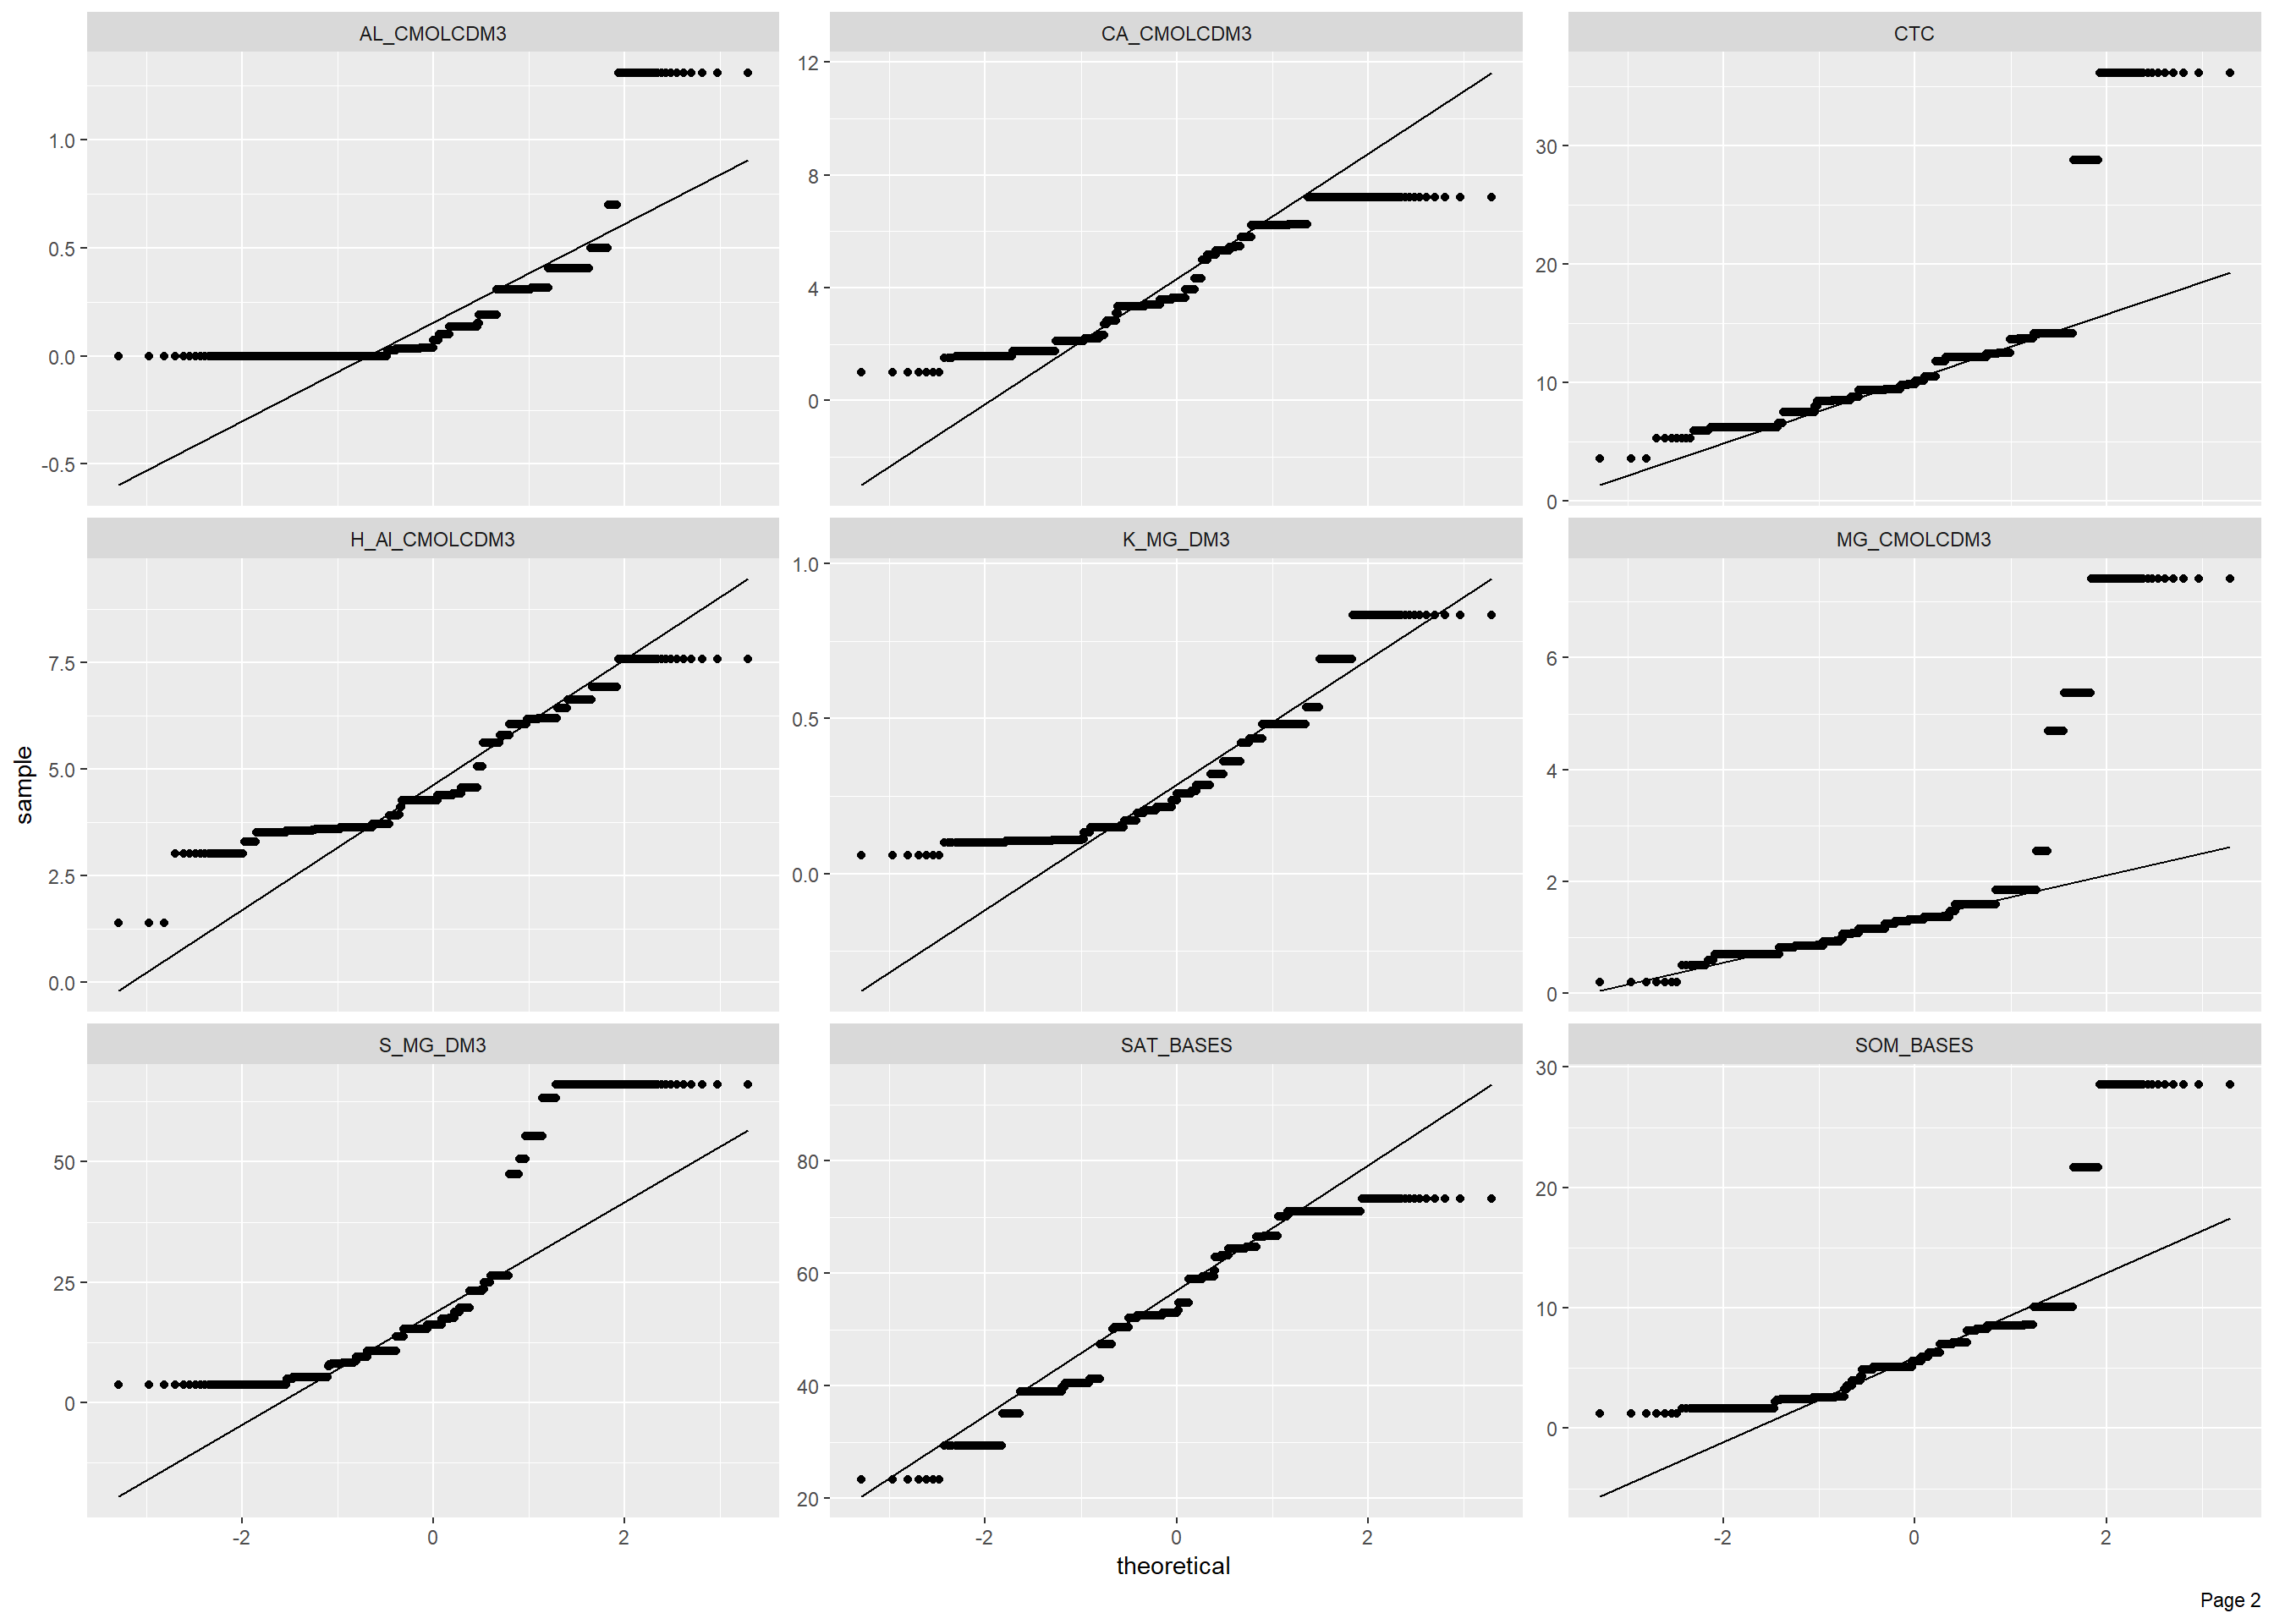 AL_CMOLCDM3
CA_CMOLCDM3
CTC
1.0
0.5
0.0
-0.5
12
8
4
0
30
20
10
0
H_Al_CMOLCDM3
K_MG_DM3
MG_CMOLCDM3
7.5
5.0
2.5
0.0
1.0
0.5
0.0
6
4
2
0
sample
S_MG_DM3
SAT_BASES
SOM_BASES
50
25
0
80
60
40
20
30
20
10
0
-2 0 2
-2 0 2
-2 0 2
theoretical
Page 2